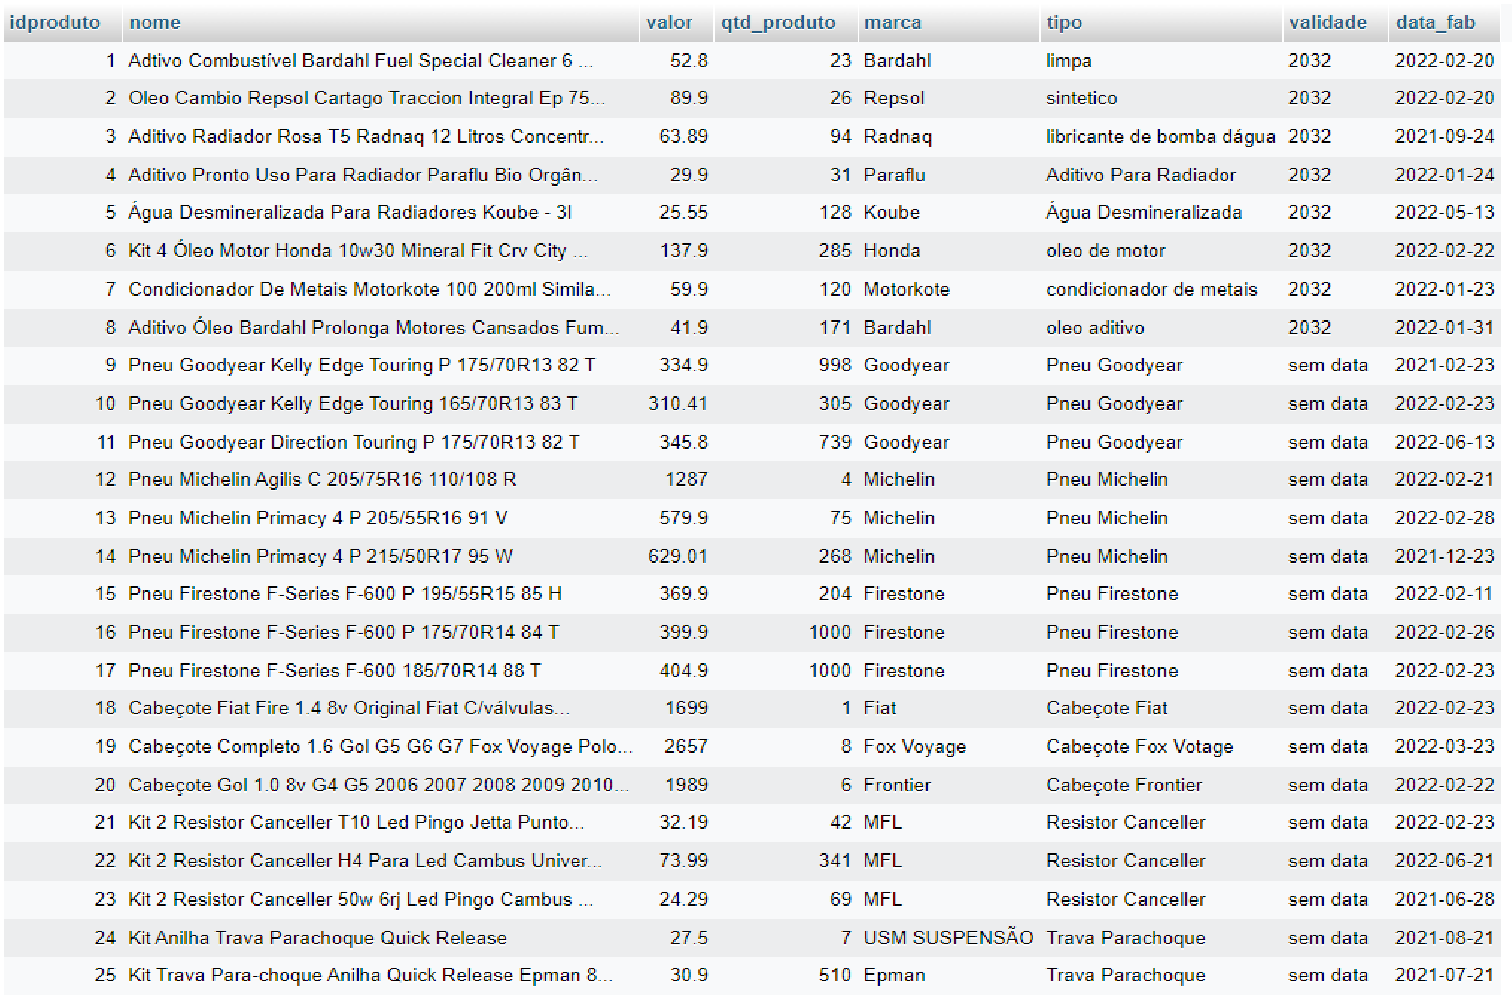 idproduto nome valor qtd_produto marca tipo validade data_fab
1 Adtivo Combustível Bardahl Fuel Special Cleaner 6 ... 52.8 23 Bardahl limpa 2032 2022-02-20
2 Oleo Cambio Repsol Cartago Traccion Integral Ep 75... 89.9 26 Repsol sintetico 2032 2022-02-20
3 Aditivo Radiador Rosa T5 Radnaq 12 Litros Concentr... 63.89 94 Radnaq libricante de bomba dágua 2032 2021-09-24
4 Aditivo Pronto Uso Para Radiador Paraflu Bio Orgân... 29.9 31 Paraflu Aditivo Para Radiador 2032 2022-01-24
5 Água Desmineralizada Para Radiadores Koube - 3l 25.55 128 Koube Água Desmineralizada 2032 2022-05-13
6 Kit 4 Óleo Motor Honda 10w30 Mineral Fit Crv City ... 137.9 285 Honda oleo de motor 2032 2022-02-22
7 Condicionador De Metais Motorkote 100 200ml Simila... 59.9 120 Motorkote condicionador de metais 2032 2022-01-23
8 Aditivo Óleo Bardahl Prolonga Motores Cansados Fum... 41.9 171 Bardahl oleo aditivo 2032 2022-01-31
9 Pneu Goodyear Kelly Edge Touring P 175/70R13 82 T 334.9 998 Goodyear Pneu Goodyear sem data 2021-02-23
10 Pneu Goodyear Kelly Edge Touring 165/70R13 83 T 310.41 305 Goodyear Pneu Goodyear sem data 2022-02-23
11 Pneu Goodyear Direction Touring P 175/70R13 82 T 345.8 739 Goodyear Pneu Goodyear sem data 2022-06-13
12 Pneu Michelin Agilis C 205/75R16 110/108 R 1287 4 Michelin Pneu Michelin sem data 2022-02-21
13 Pneu Michelin Primacy 4 P 205/55R16 91 V 579.9 75 Michelin Pneu Michelin sem data 2022-02-28
14 Pneu Michelin Primacy 4 P 215/50R17 95 W 629.01 268 Michelin Pneu Michelin sem data 2021-12-23
15 Pneu Firestone F-Series F-600 P 195/55R15 85 H 369.9 204 Firestone Pneu Firestone sem data 2022-02-11
16 Pneu Firestone F-Series F-600 P 175/70R14 84 T 399.9 1000 Firestone Pneu Firestone sem data 2022-02-26
17 Pneu Firestone F-Series F-600 185/70R14 88 T 404.9 1000 Firestone Pneu Firestone sem data 2022-02-23
18 Cabeçote Fiat Fire 1.4 8v Original Fiat C/válvulas... 1699 1 Fiat Cabeçote Fiat sem data 2022-02-23
19 Cabeçote Completo 1.6 Gol G5 G6 G7 Fox Voyage Polo... 2657 8 Fox Voyage Cabeçote Fox Votage sem data 2022-03-23
20 Cabeçote Gol 1.0 8v G4 G5 2006 2007 2008 2009 2010... 1989 6 Frontier Cabeçote Frontier sem data 2022-02-22
21 Kit 2 Resistor Canceller T10 Led Pingo Jetta Punto... 32.19 42 MFL Resistor Canceller sem data 2022-02-23
22 Kit 2 Resistor Canceller H4 Para Led Cambus Univer... 73.99 341 MFL Resistor Canceller sem data 2022-06-21
23 Kit 2 Resistor Canceller 50w 6rj Led Pingo Cambus ... 24.29 69 MFL Resistor Canceller sem data 2021-06-28
24 Kit Anilha Trava Parachoque Quick Release 27.5 7 USM SUSPENSÃO Trava Parachoque sem data 2021-08-21
25 Kit Trava Para-choque Anilha Quick Release Epman 8... 30.9 510 Epman Trava Parachoque sem data 2021-07-21